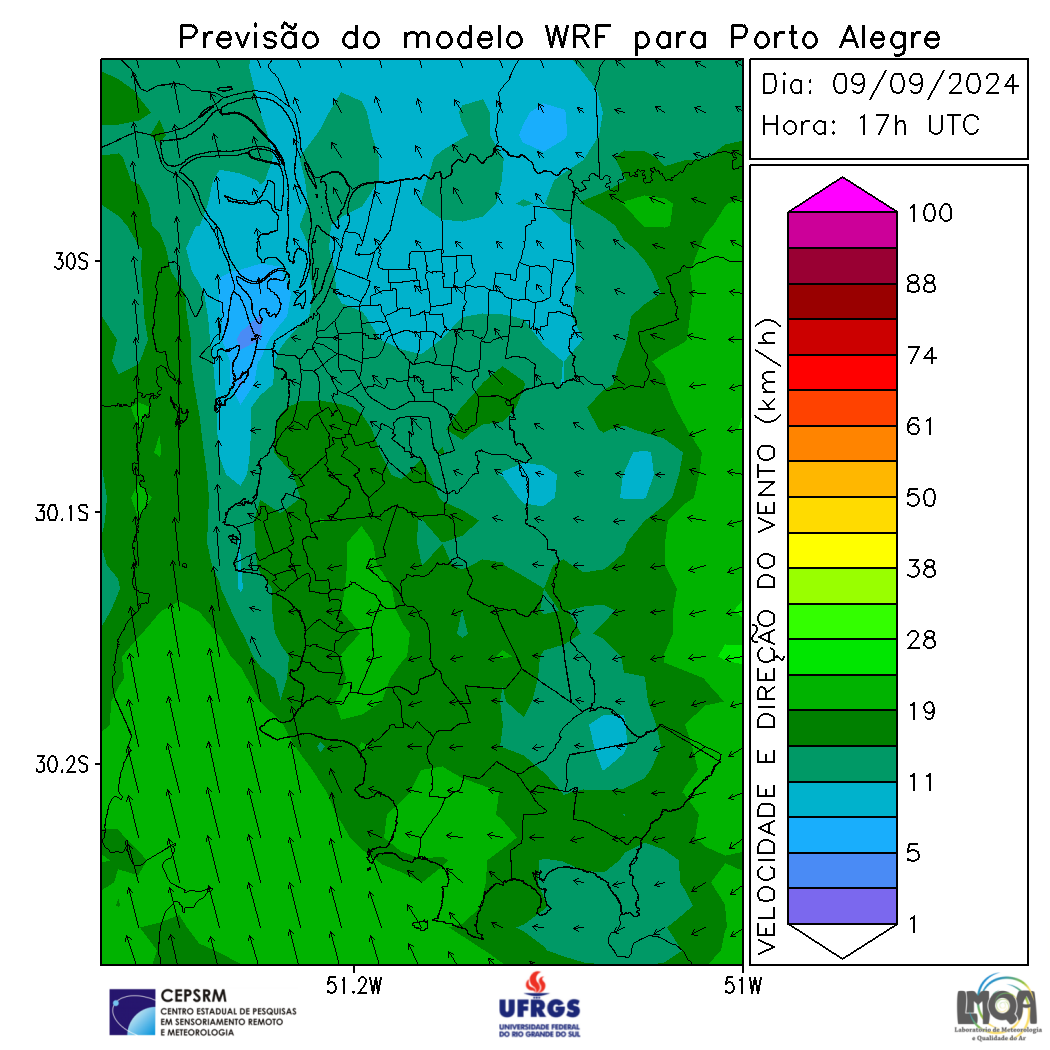 Previsão do modelo WRF para Porto Alegre
Dia: 09/09/2024
Hora: 17h UTC
30S
30.1S
30.2S
51.2W
51W
VELOCIDADE E DIREÇÃO DO VENTO (km/h)
100
88
74
61
50
38
28
19
11
5
1
CEPSRM
CENTRO ESTADUAL DE PESQUISAS
EM SENSORIAMENTO REMOTO
E METEOROLOGIA
UFRGS
UNIVERSIDADE FEDERAL
DO RIO GRANDE DO SUL
LMQA
Laboratório de Meteorologia
e Qualidade do Ar